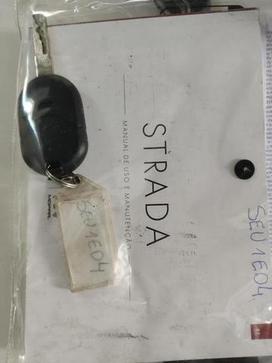 STRADA
MANUAL DE USO E MANUTENÇÃO
SEU1E04
SEU1E04